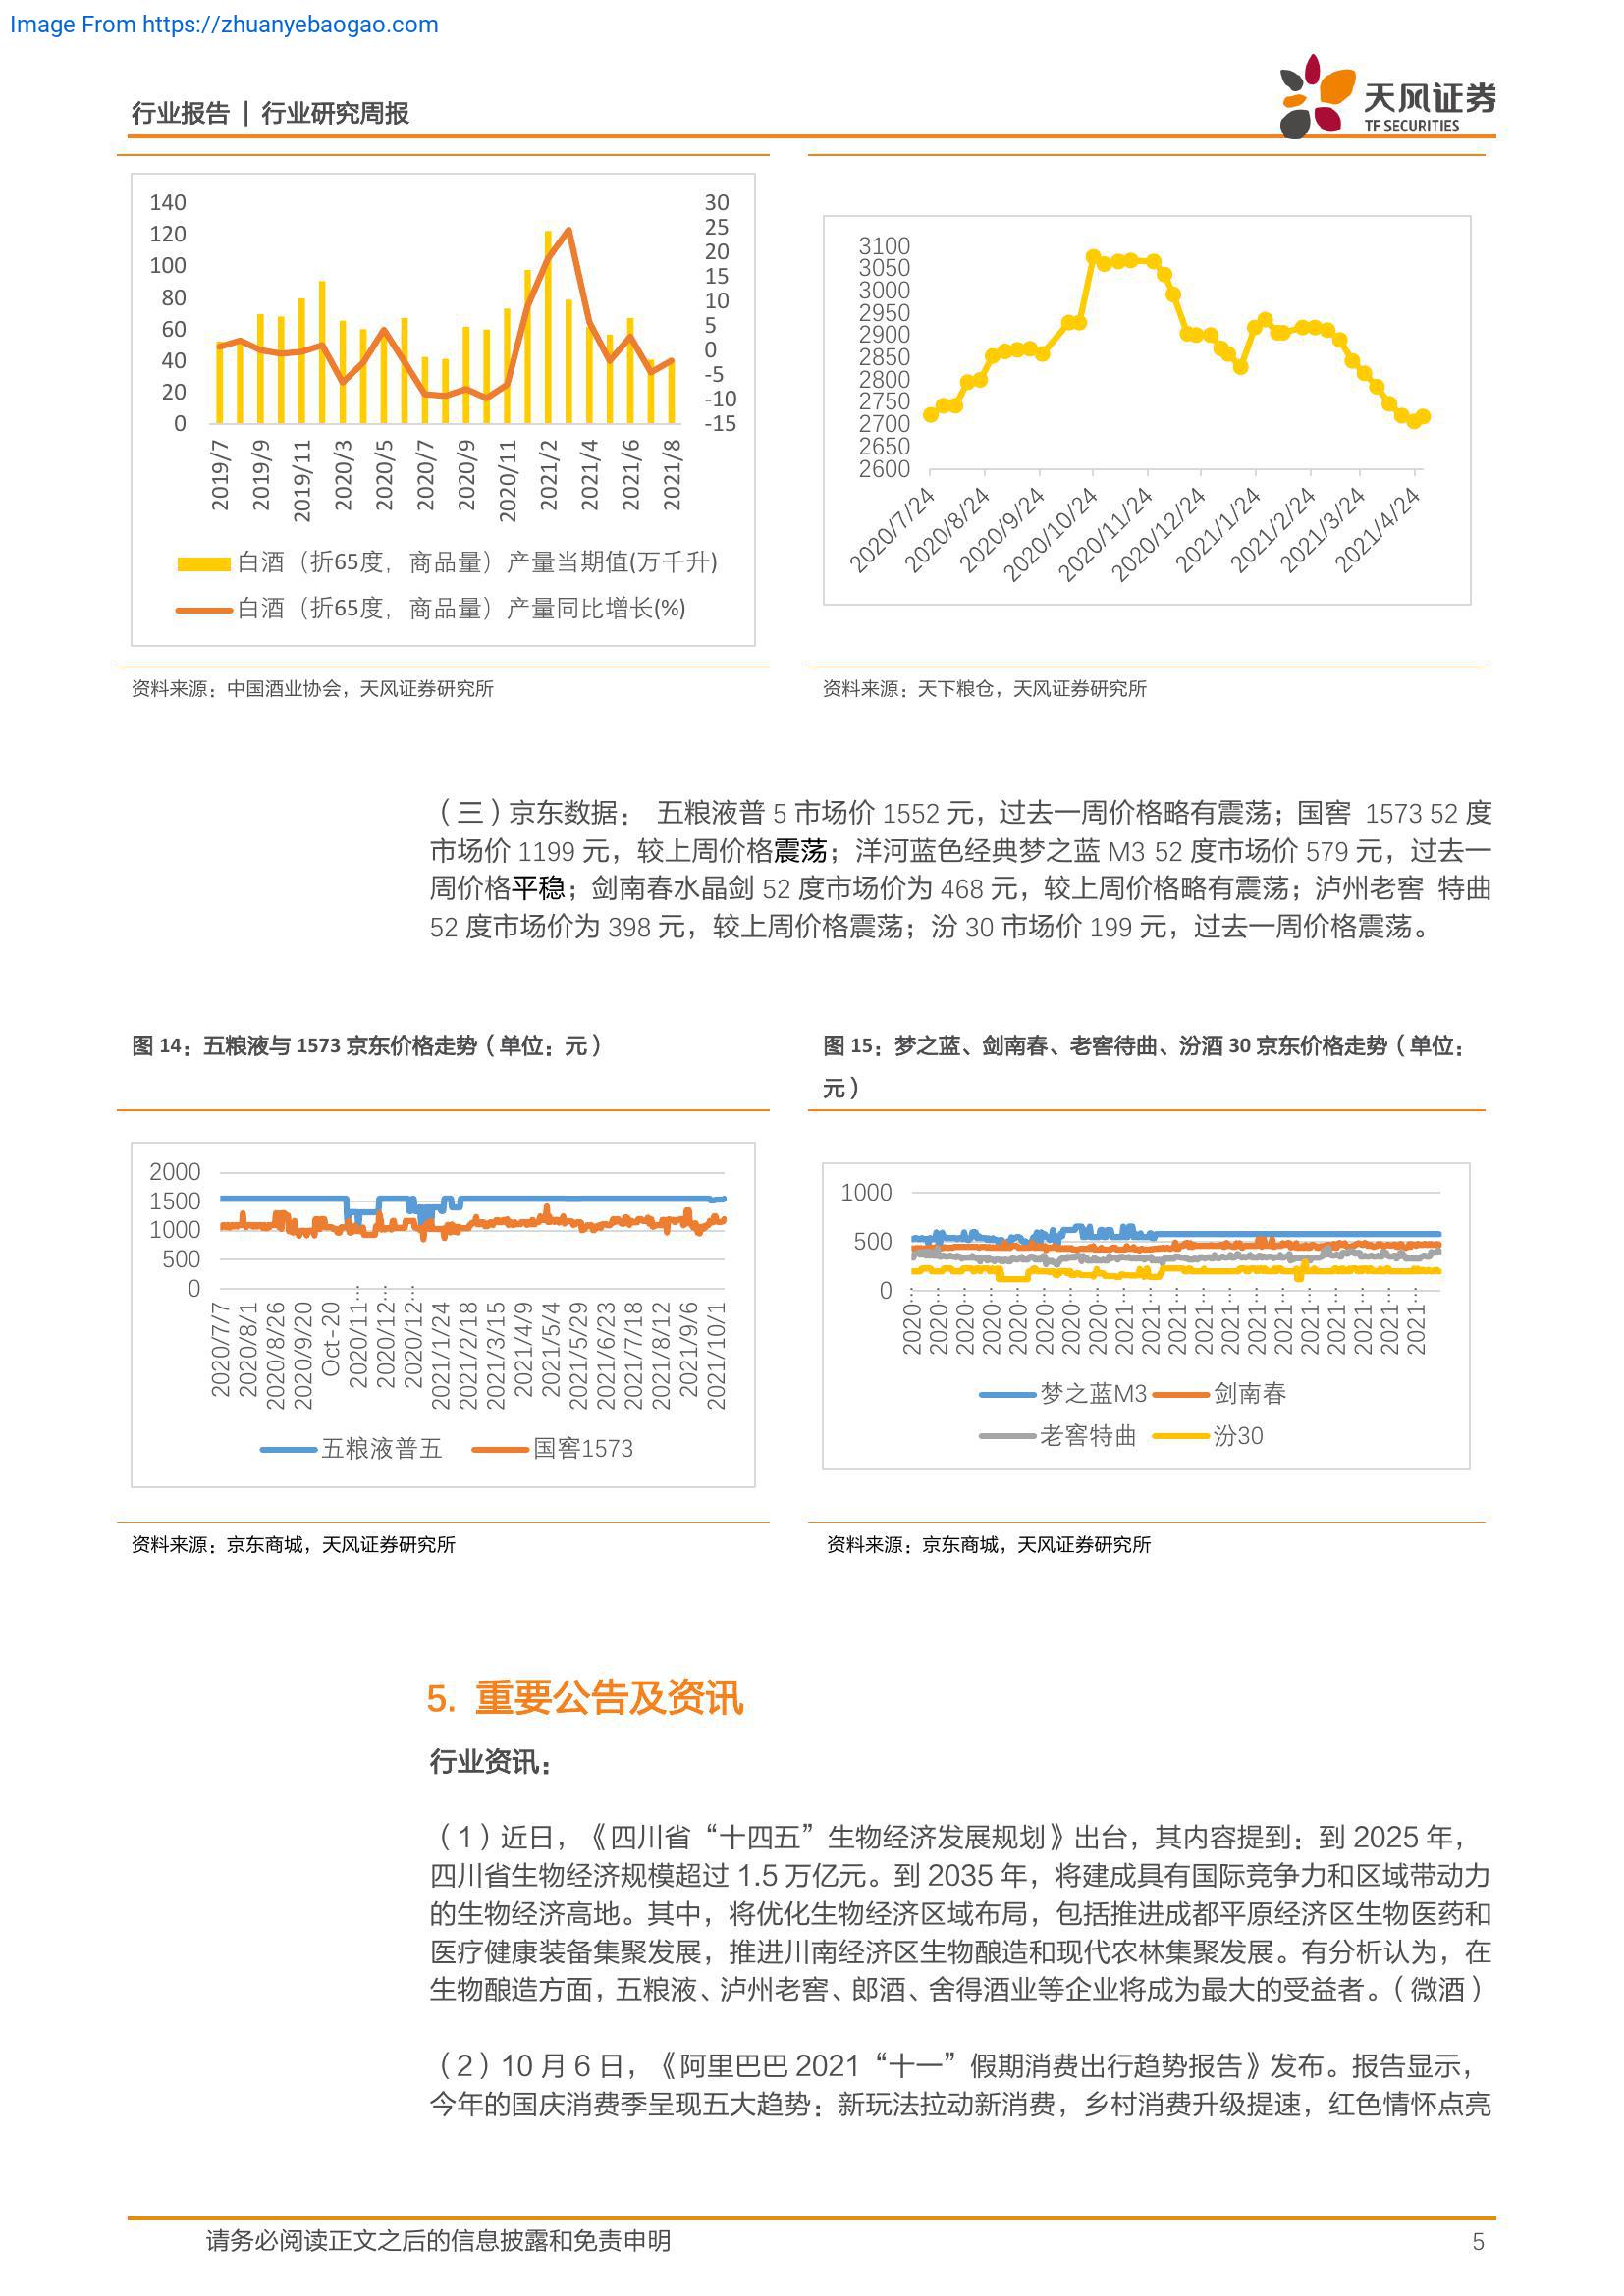 Image From https://zhuanyebaogao.com
行业报告 | 行业研究周报
天风证券
TF SECURITIES
140
120
100
80
60
40
20
0
30
25
20
15
10
5
0
-5
-10
-15
2019/7
2019/9
2019/11
2020/3
2020/5
2020/7
2020/9
2020/11
2021/2
2021/4
2021/6
2021/8
白酒（折65度，商品量）产量当期值(万千升)
白酒（折65度，商品量）产量同比增长(%)
3100
3050
3000
2950
2900
2850
2800
2750
2700
2650
2600
2020/7/24
2020/8/24
2020/9/24
2020/10/24
2020/11/24
2020/12/24
2021/1/24
2021/2/24
2021/3/24
2021/4/24
资料来源：中国酒业协会，天风证券研究所
资料来源：天下粮仓，天风证券研究所
（三）京东数据： 五粮液普 5 市场价 1552 元，过去一周价格略有震荡；国窖 1573 52 度
市场价 1199 元，较上周价格震荡；洋河蓝色经典梦之蓝 M3 52 度市场价 579 元，过去一
周价格平稳；剑南春水晶剑 52 度市场价为 468 元，较上周价格略有震荡；泸州老窖 特曲
52 度市场价为 398 元，较上周价格震荡；汾 30 市场价 199 元，过去一周价格震荡。
图 14：五粮液与 1573 京东价格走势（单位：元）
图 15：梦之蓝、剑南春、老窖待曲、汾酒 30 京东价格走势（单位：
元）
2000
1500
1000
500
0
2020/7/7
2020/8/1
2020/8/26
2020/9/20
Oct-20
2020/11…
2020/12…
2020/12…
2021/1/24
2021/2/18
2021/3/15
2021/4/9
2021/5/4
2021/5/29
2021/6/23
2021/7/18
2021/8/12
2021/9/6
2021/10/1
五粮液普五
国窖1573
1000
500
0
2020…
2020…
2020…
2020…
2020…
2020…
2020…
2020…
2021…
2021…
2021…
2021…
2021…
2021…
2021…
2021…
2021…
2021…
2021…
2021…
梦之蓝M3
剑南春
老窖特曲
汾30
资料来源：京东商城，天风证券研究所
资料来源：京东商城，天风证券研究所
5. 重要公告及资讯
行业资讯：
（1）近日，《四川省“十四五”生物经济发展规划》出台，其内容提到：到 2025 年，
四川省生物经济规模超过 1.5 万亿元。到 2035 年，将建成具有国际竞争力和区域带动力
的生物经济高地。其中，将优化生物经济区域布局，包括推进成都平原经济区生物医药和
医疗健康装备集聚发展，推进川南经济区生物酿造和现代农林集聚发展。有分析认为，在
生物酿造方面，五粮液、泸州老窖、郎酒、舍得酒业等企业将成为最大的受益者。（微酒）
（2）10 月 6 日，《阿里巴巴 2021“十一”假期消费出行趋势报告》发布。报告显示，
今年的国庆消费季呈现五大趋势：新玩法拉动新消费，乡村消费升级提速，红色情怀点亮
请务必阅读正文之后的信息披露和免责申明
5